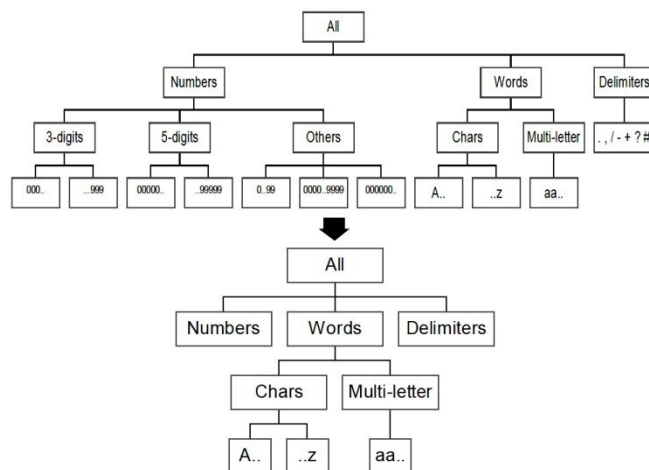 All
Numbers Words Delimiters
3-digits 5-digits Others Chars Multi-letter . , / - + ? #
000.. ...999 00000.. ..99999 0..99 0000..9999 000000.. A.. ..z aa..
All
Numbers Words Delimiters
Chars Multi-letter
A.. ..z aa..